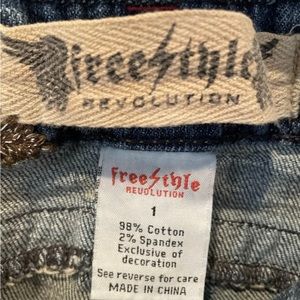 freestyle
REVOLUTION
freestyle
REVOLUTION
1
98% Cotton
2% Spandex
Exclusive of
decoration
See reverse for care
MADE IN CHINA